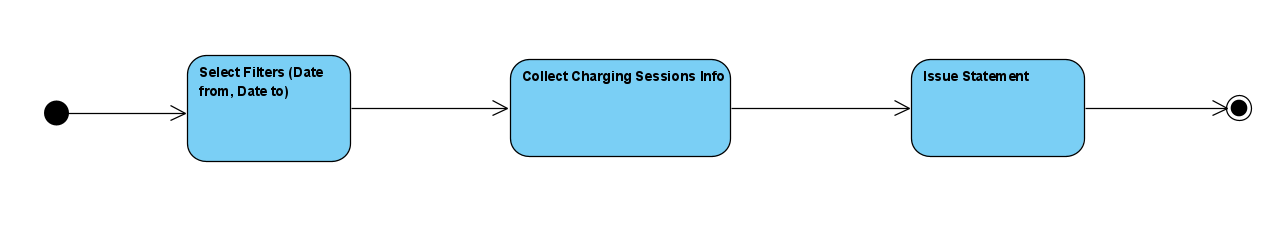 Select Filters (Date
from, Date to)
Collect Charging Sessions Info
Issue Statement